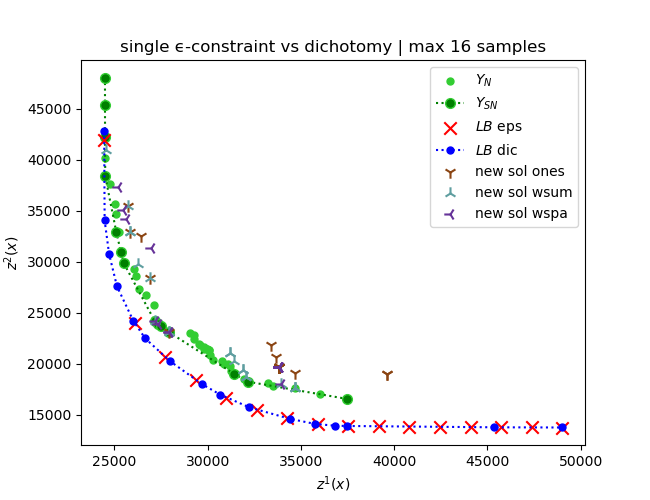 single ϵ-constraint vs dichotomy | max 16 samples
z²(x)
45000
40000
35000
30000
25000
20000
15000
Y_N
Y_SN
LB eps
LB dic
new sol ones
new sol wsum
new sol wspa
25000 30000 35000 40000 45000 50000
z¹(x)